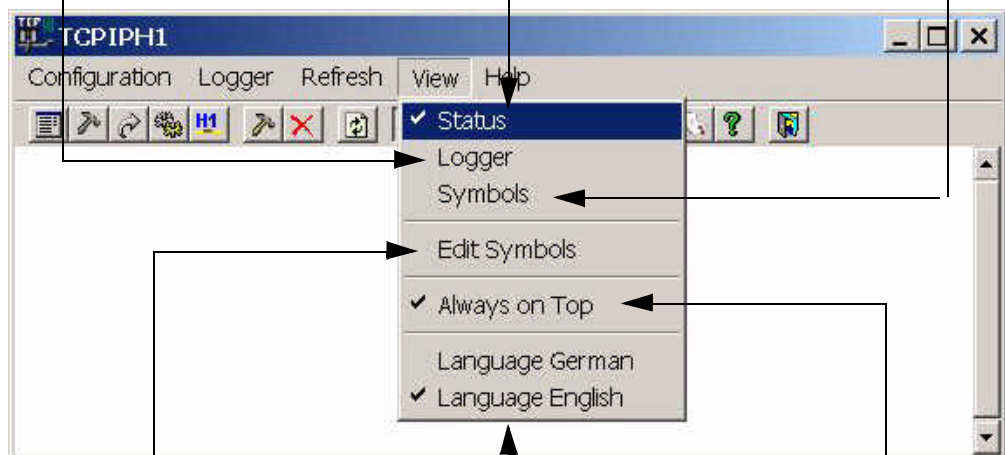 TCP
TCPIPH1
Configuration Logger Refresh View Help
H1
Status
Logger
Symbols
Edit Symbols
Always on Top
Language German
Language English